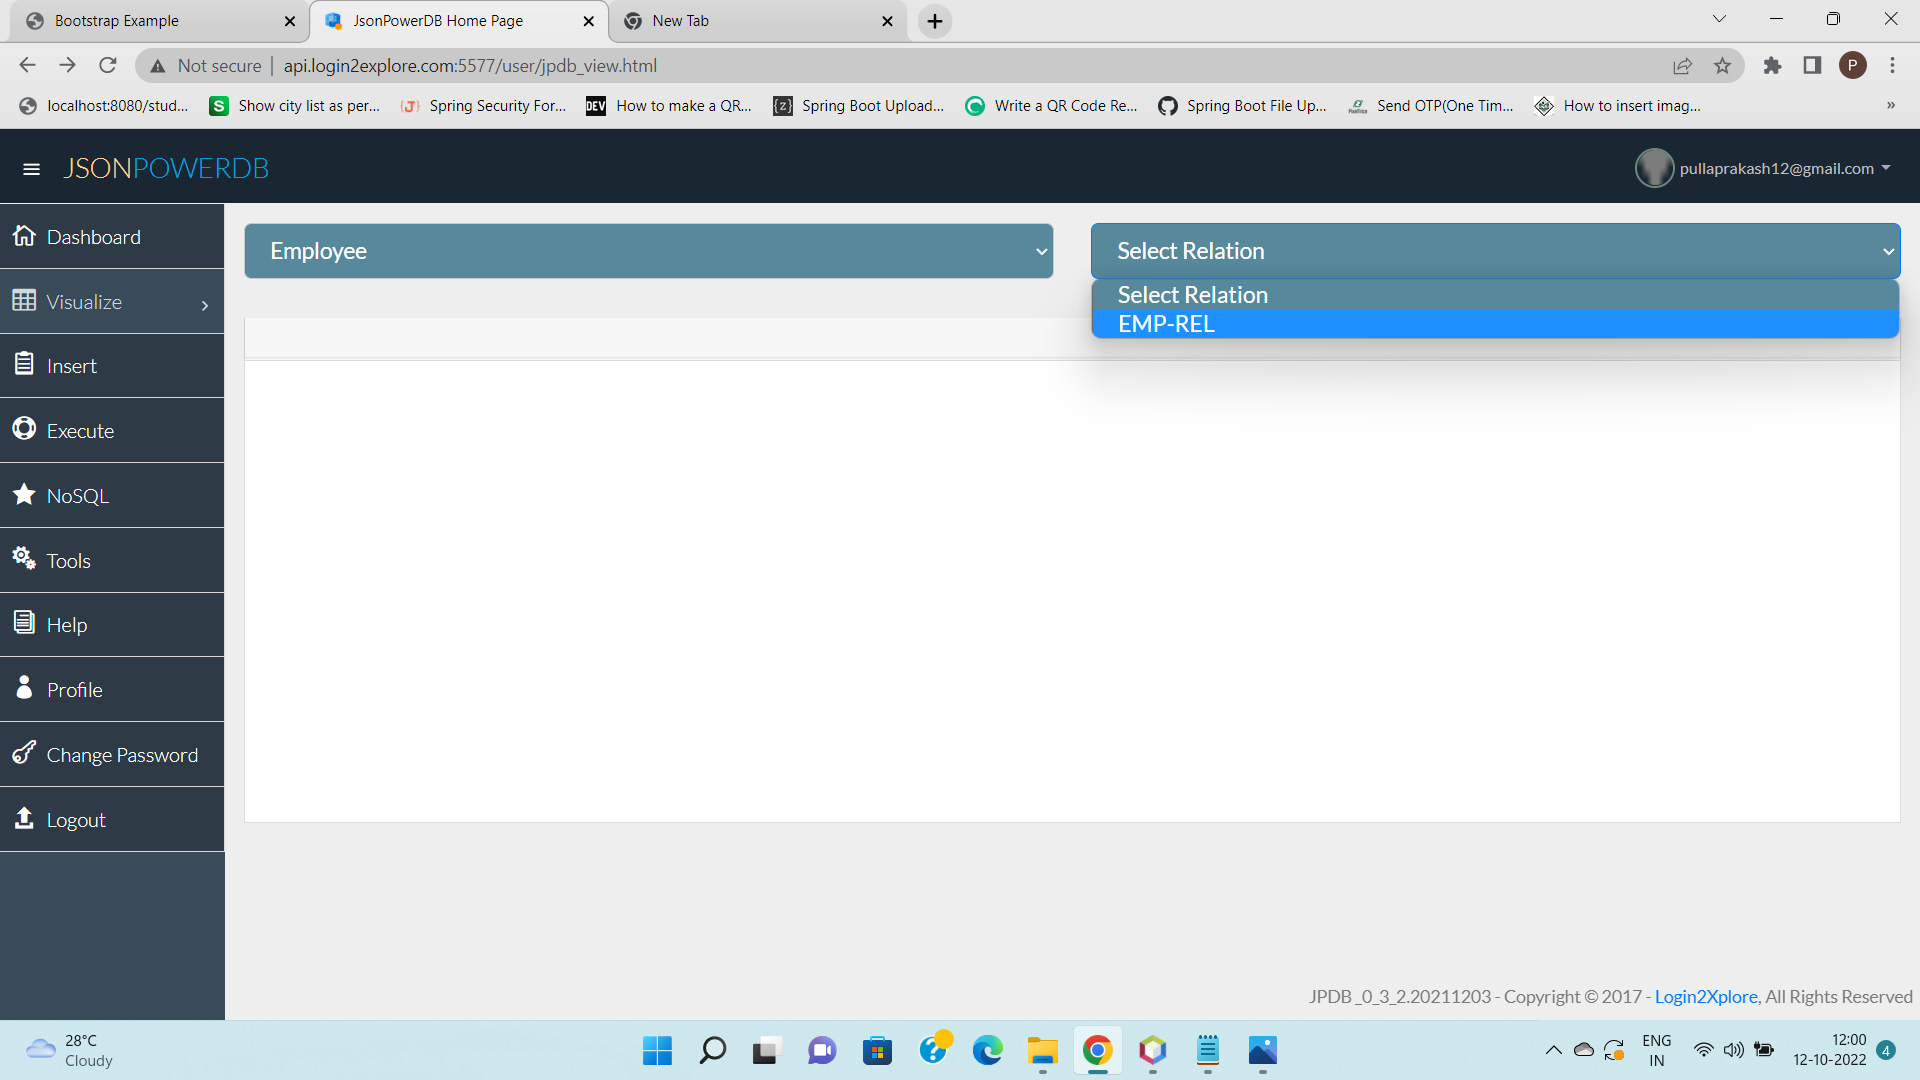 Bootstrap Example
JsonPowerDB Home Page
New Tab
Not secure | api.login2explore.com:5577/user/jpdb_view.html
P
localhost:8080/stud...
Show city list as per...
Spring Security For...
How to make a QR...
Spring Boot Upload...
Write a QR Code Re...
Spring Boot File Up...
Send OTP(One Tim...
How to insert imag...
»
JSONPOWERDB
pullaprakash12@gmail.com
Dashboard
Visualize
Insert
Execute
NoSQL
Tools
Help
Profile
Change Password
Logout
Employee
Select Relation
Select Relation
EMP-REL
JPDB_0_3_2.20211203 - Copyright © 2017 - Login2Xplore, All Rights Reserved
28°C
Cloudy
ENG
IN
12:00
12-10-2022
4